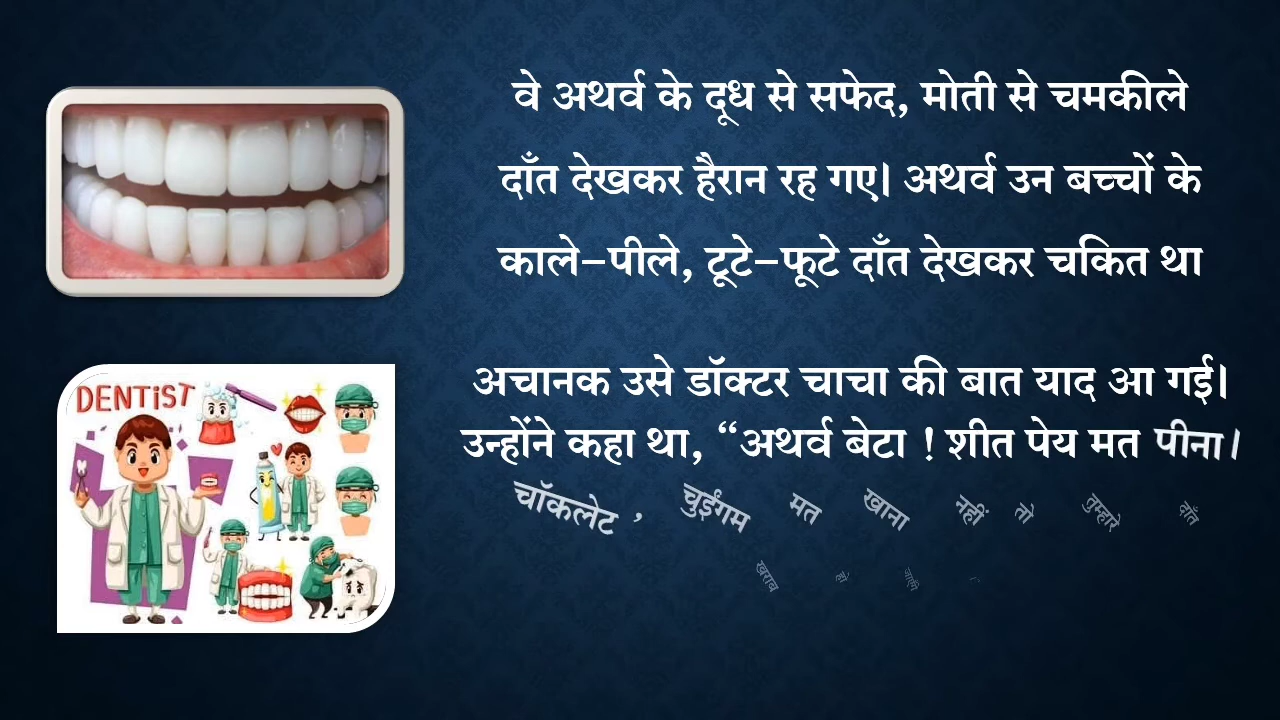 वे अथर्व के दूध से सफेद, मोती से चमकीले
दाँत देखकर हैरान रह गए। अथर्व उन बच्चों के
काले-पीले, टूटे-फूटे दाँत देखकर चकित था
DENTIST
अचानक उसे डॉक्टर चाचा की बात याद आ गई।
उन्होंने कहा था, “अथर्व बेटा ! शीत पेय मत पीना।
चॉकलेट , चुईंगम मत खाना नहीं तो तुम्हारे दाँत
खराब